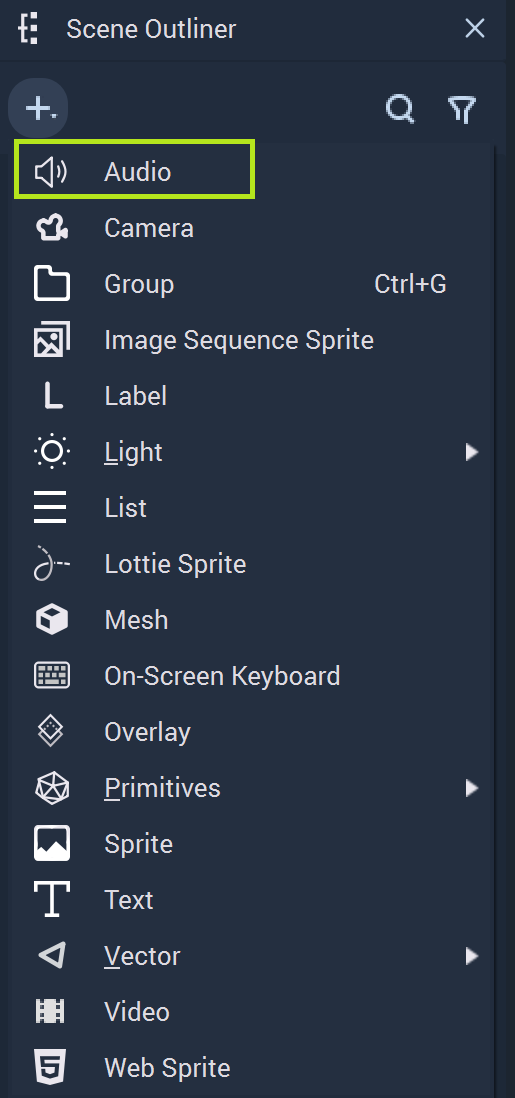 Scene Outliner
Audio
Camera
Group Ctrl+G
Image Sequence Sprite
L Label
Light
List
Lottie Sprite
Mesh
On-Screen Keyboard
Overlay
Primitives
Sprite
T Text
Vector
Video
5 Web Sprite